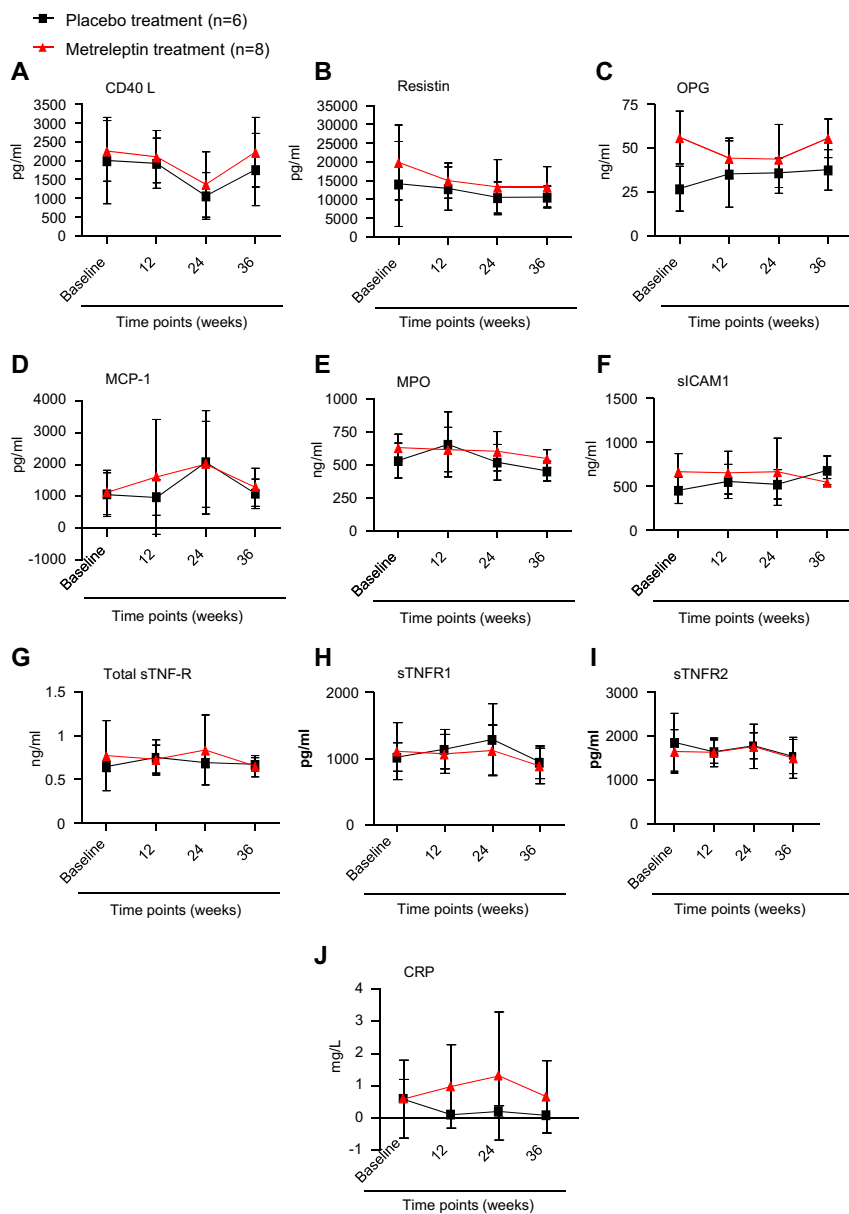 Placebo treatment (n=6)
Metreleptin treatment (n=8)
A
CD40 L
pg/ml
3500
3000
2500
2000
1500
1000
500
0
Baseline
12
24
36
Time points (weeks)
B
Resistin
pg/ml
35000
30000
25000
20000
15000
10000
5000
0
Baseline
12
24
36
Time points (weeks)
C
OPG
ng/ml
75
50
25
0
Baseline
12
24
36
Time points (weeks)
D
MCP-1
pg/ml
4000
3000
2000
1000
0
-1000
Baseline
12
24
36
Time points (weeks)
E
MPO
ng/ml
1000
750
500
250
0
Baseline
12
24
36
Time points (weeks)
F
sICAM1
ng/ml
1500
1000
500
0
Baseline
12
24
36
Time points (weeks)
G
Total sTNF-R
ng/ml
1.5
1
0.5
0
Baseline
12
24
36
Time points (weeks)
H
sTNFR1
pg/ml
2000
1000
0
Baseline
12
24
36
Time points (weeks)
I
sTNFR2
pg/ml
3000
2000
1000
0
Baseline
12
24
36
Time points (weeks)
J
CRP
mg/L
4
3
2
1
0
-1
Baseline
12
24
36
Time points (weeks)